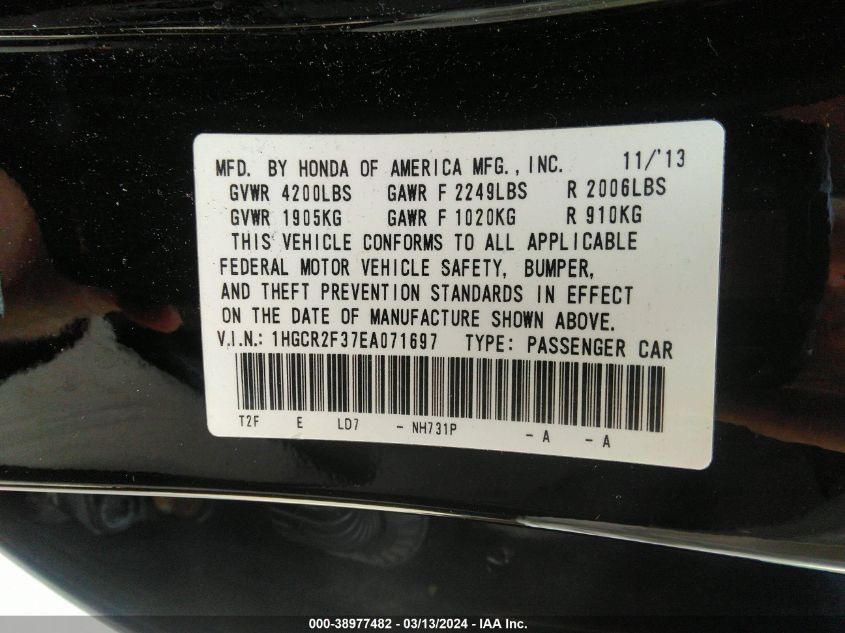 MFD. BY HONDA OF AMERICA MFG., INC. 11/'13
GVWR 4200LBS GAWR F 2249LBS R 2006LBS
GVWR 1905KG GAWR F 1020KG R 910KG
THIS VEHICLE CONFORMS TO ALL APPLICABLE
FEDERAL MOTOR VEHICLE SAFETY, BUMPER,
AND THEFT PREVENTION STANDARDS IN EFFECT
ON THE DATE OF MANUFACTURE SHOWN ABOVE.
V.I.N.: 1HGCR2F37EA071697 TYPE: PASSENGER CAR
T2F E LD7 - NH731P - A - A
000-38977482 - 03/13/2024 - IAA Inc.